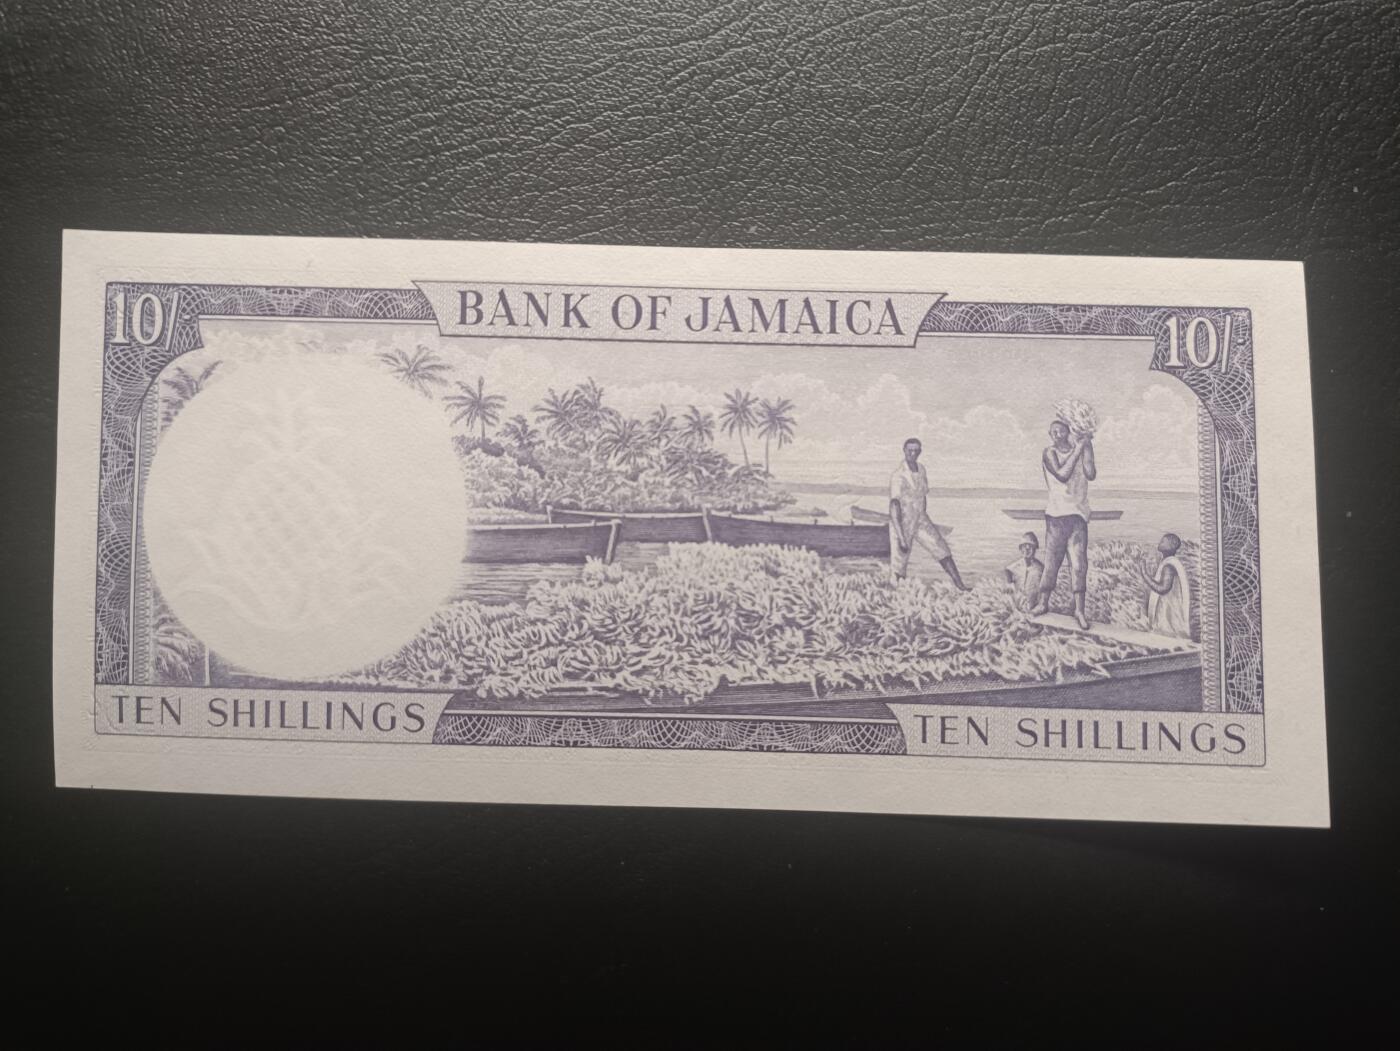 BANK OF JAMAICA
10/-
10/-
TEN SHILLINGS
TEN SHILLINGS